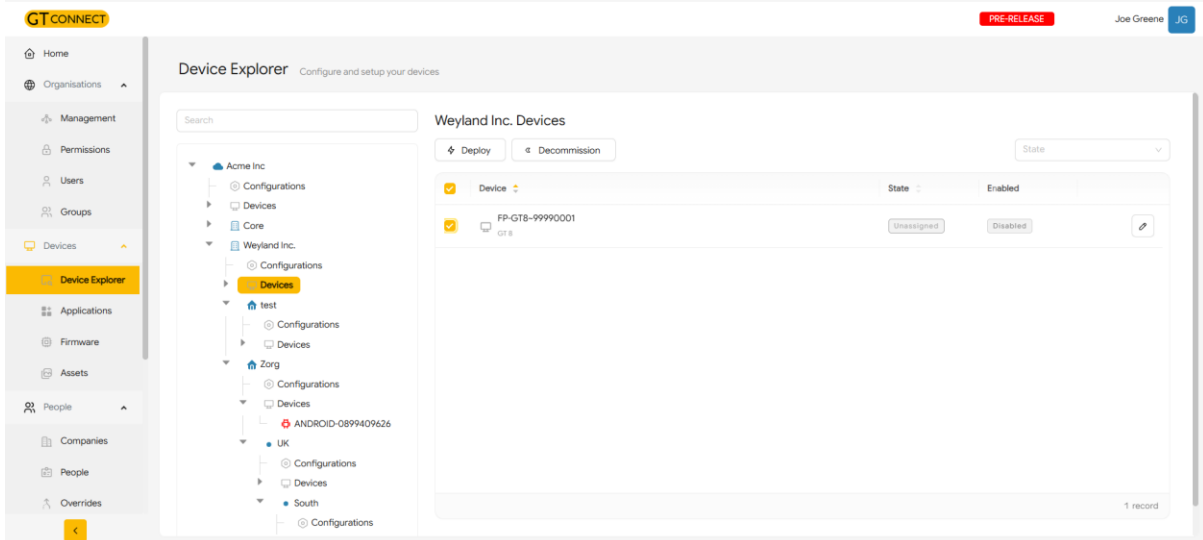 GTCONNECT
PRE-RELEASE
Joe Greene
JG
Home
Organisations
Management
Permissions
Users
Groups
Devices
Device Explorer
Applications
Firmware
Assets
People
Companies
People
Overrides
Device Explorer Configure and setup your devices
Search
Acme Inc
Configurations
Devices
Core
Weyland Inc.
Configurations
Devices
test
Configurations
Devices
Zorg
Configurations
Devices
ANDROID-0899409626
UK
Configurations
Devices
South
Configurations
Weyland Inc. Devices
Deploy
Decommission
State
Device State Enabled
FP-GT8-99990001 Unassigned Disabled
GT 8
1 record